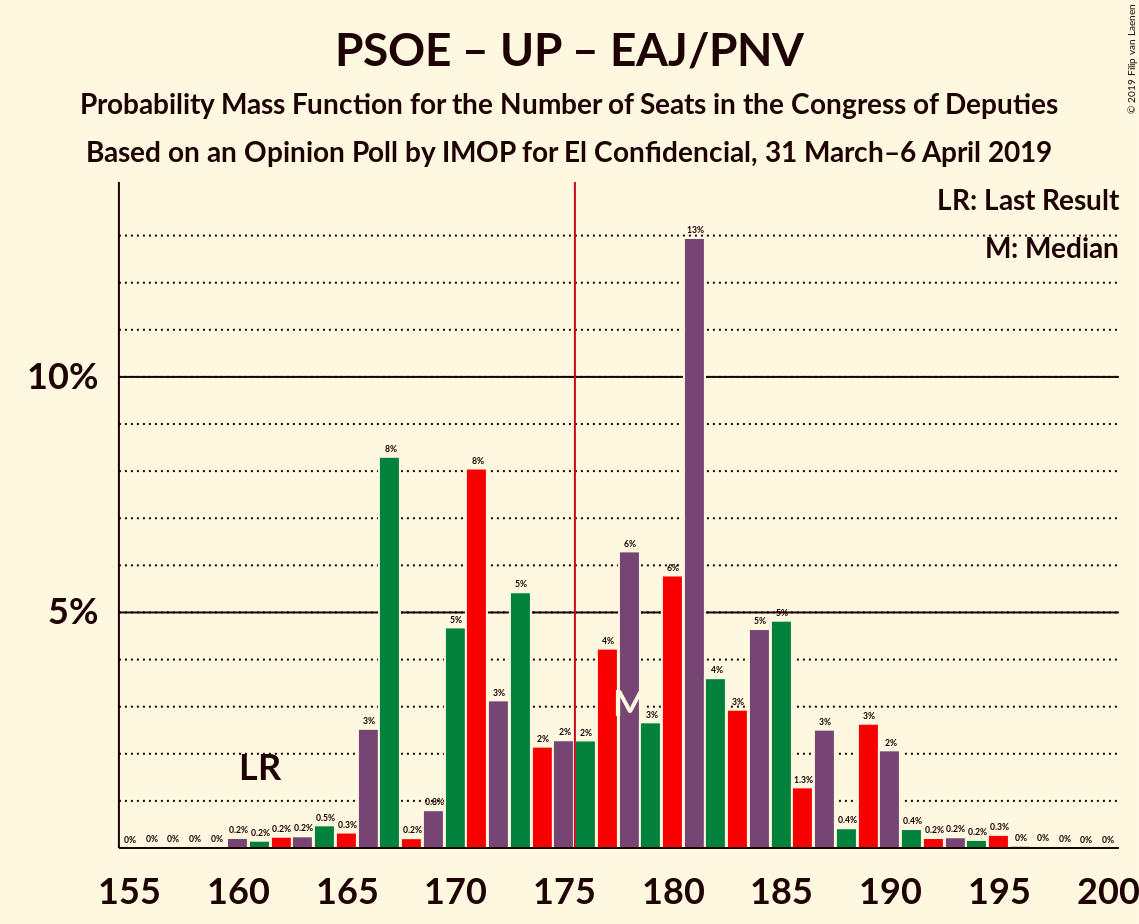 PSOE – UP – EAJ/PNV
Probability Mass Function for the Number of Seats in the Congress of Deputies
Based on an Opinion Poll by IMOP for El Confidencial, 31 March–6 April 2019
© 2019 Filip van Laenen
LR: Last Result
M: Median
10%
5%
0% 0% 0% 0% 0% 0.2% 0.2% 0.2% 0.2% 0.5% 0.3% 3% 8% 0.2% 0.8% 5% 8% 3% 5% 2% 2% 2% 4% 6% 3% 6% 13% 4% 3% 5% 5% 1.3% 3% 0.4% 3% 2% 0.4% 0.2% 0.2% 0.2% 0.3% 0% 0% 0% 0% 0%
LR
M
155 160 165 170 175 180 185 190 195 200